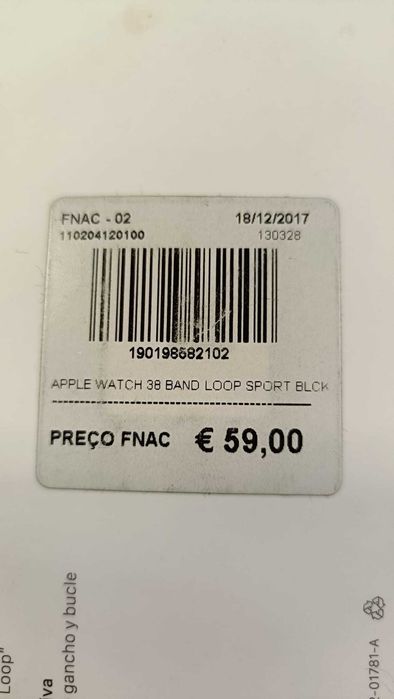 FNAC - 02 18/12/2017
110204120100 130328
190198582102
APPLE WATCH 38 BAND LOOP SPORT BLCK
PREÇO FNAC € 59,00
Loop"
va
gancho y bucle
-01781-A